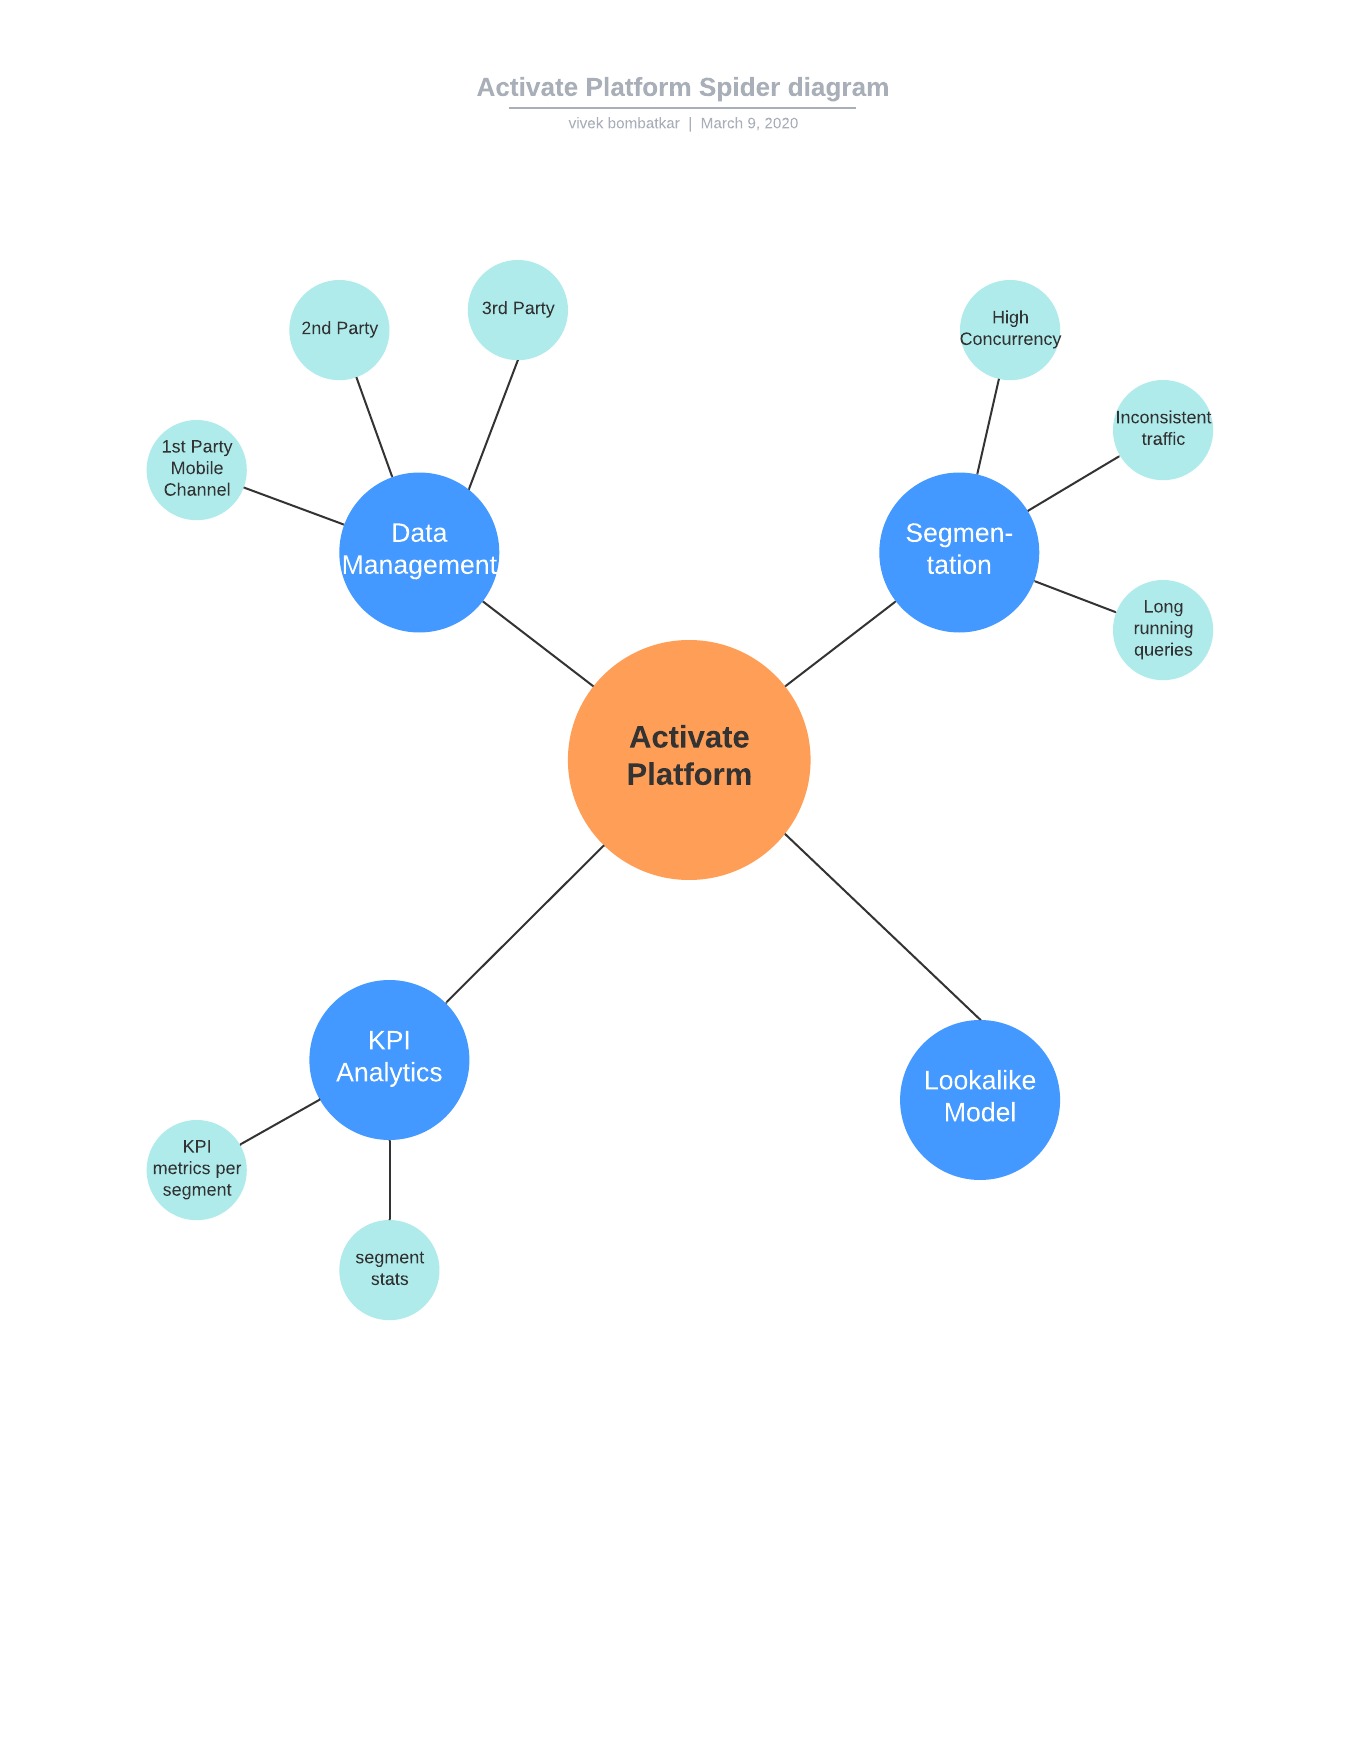 Activate Platform Spider diagram
vivek bombatkar | March 9, 2020
3rd Party
2nd Party
High
Concurrency
Inconsistent
traffic
1st Party
Mobile
Channel
Data
Management
Segmen-
tation
Long
running
queries
Activate
Platform
KPI
Analytics
Lookalike
Model
KPI
metrics per
segment
segment
stats